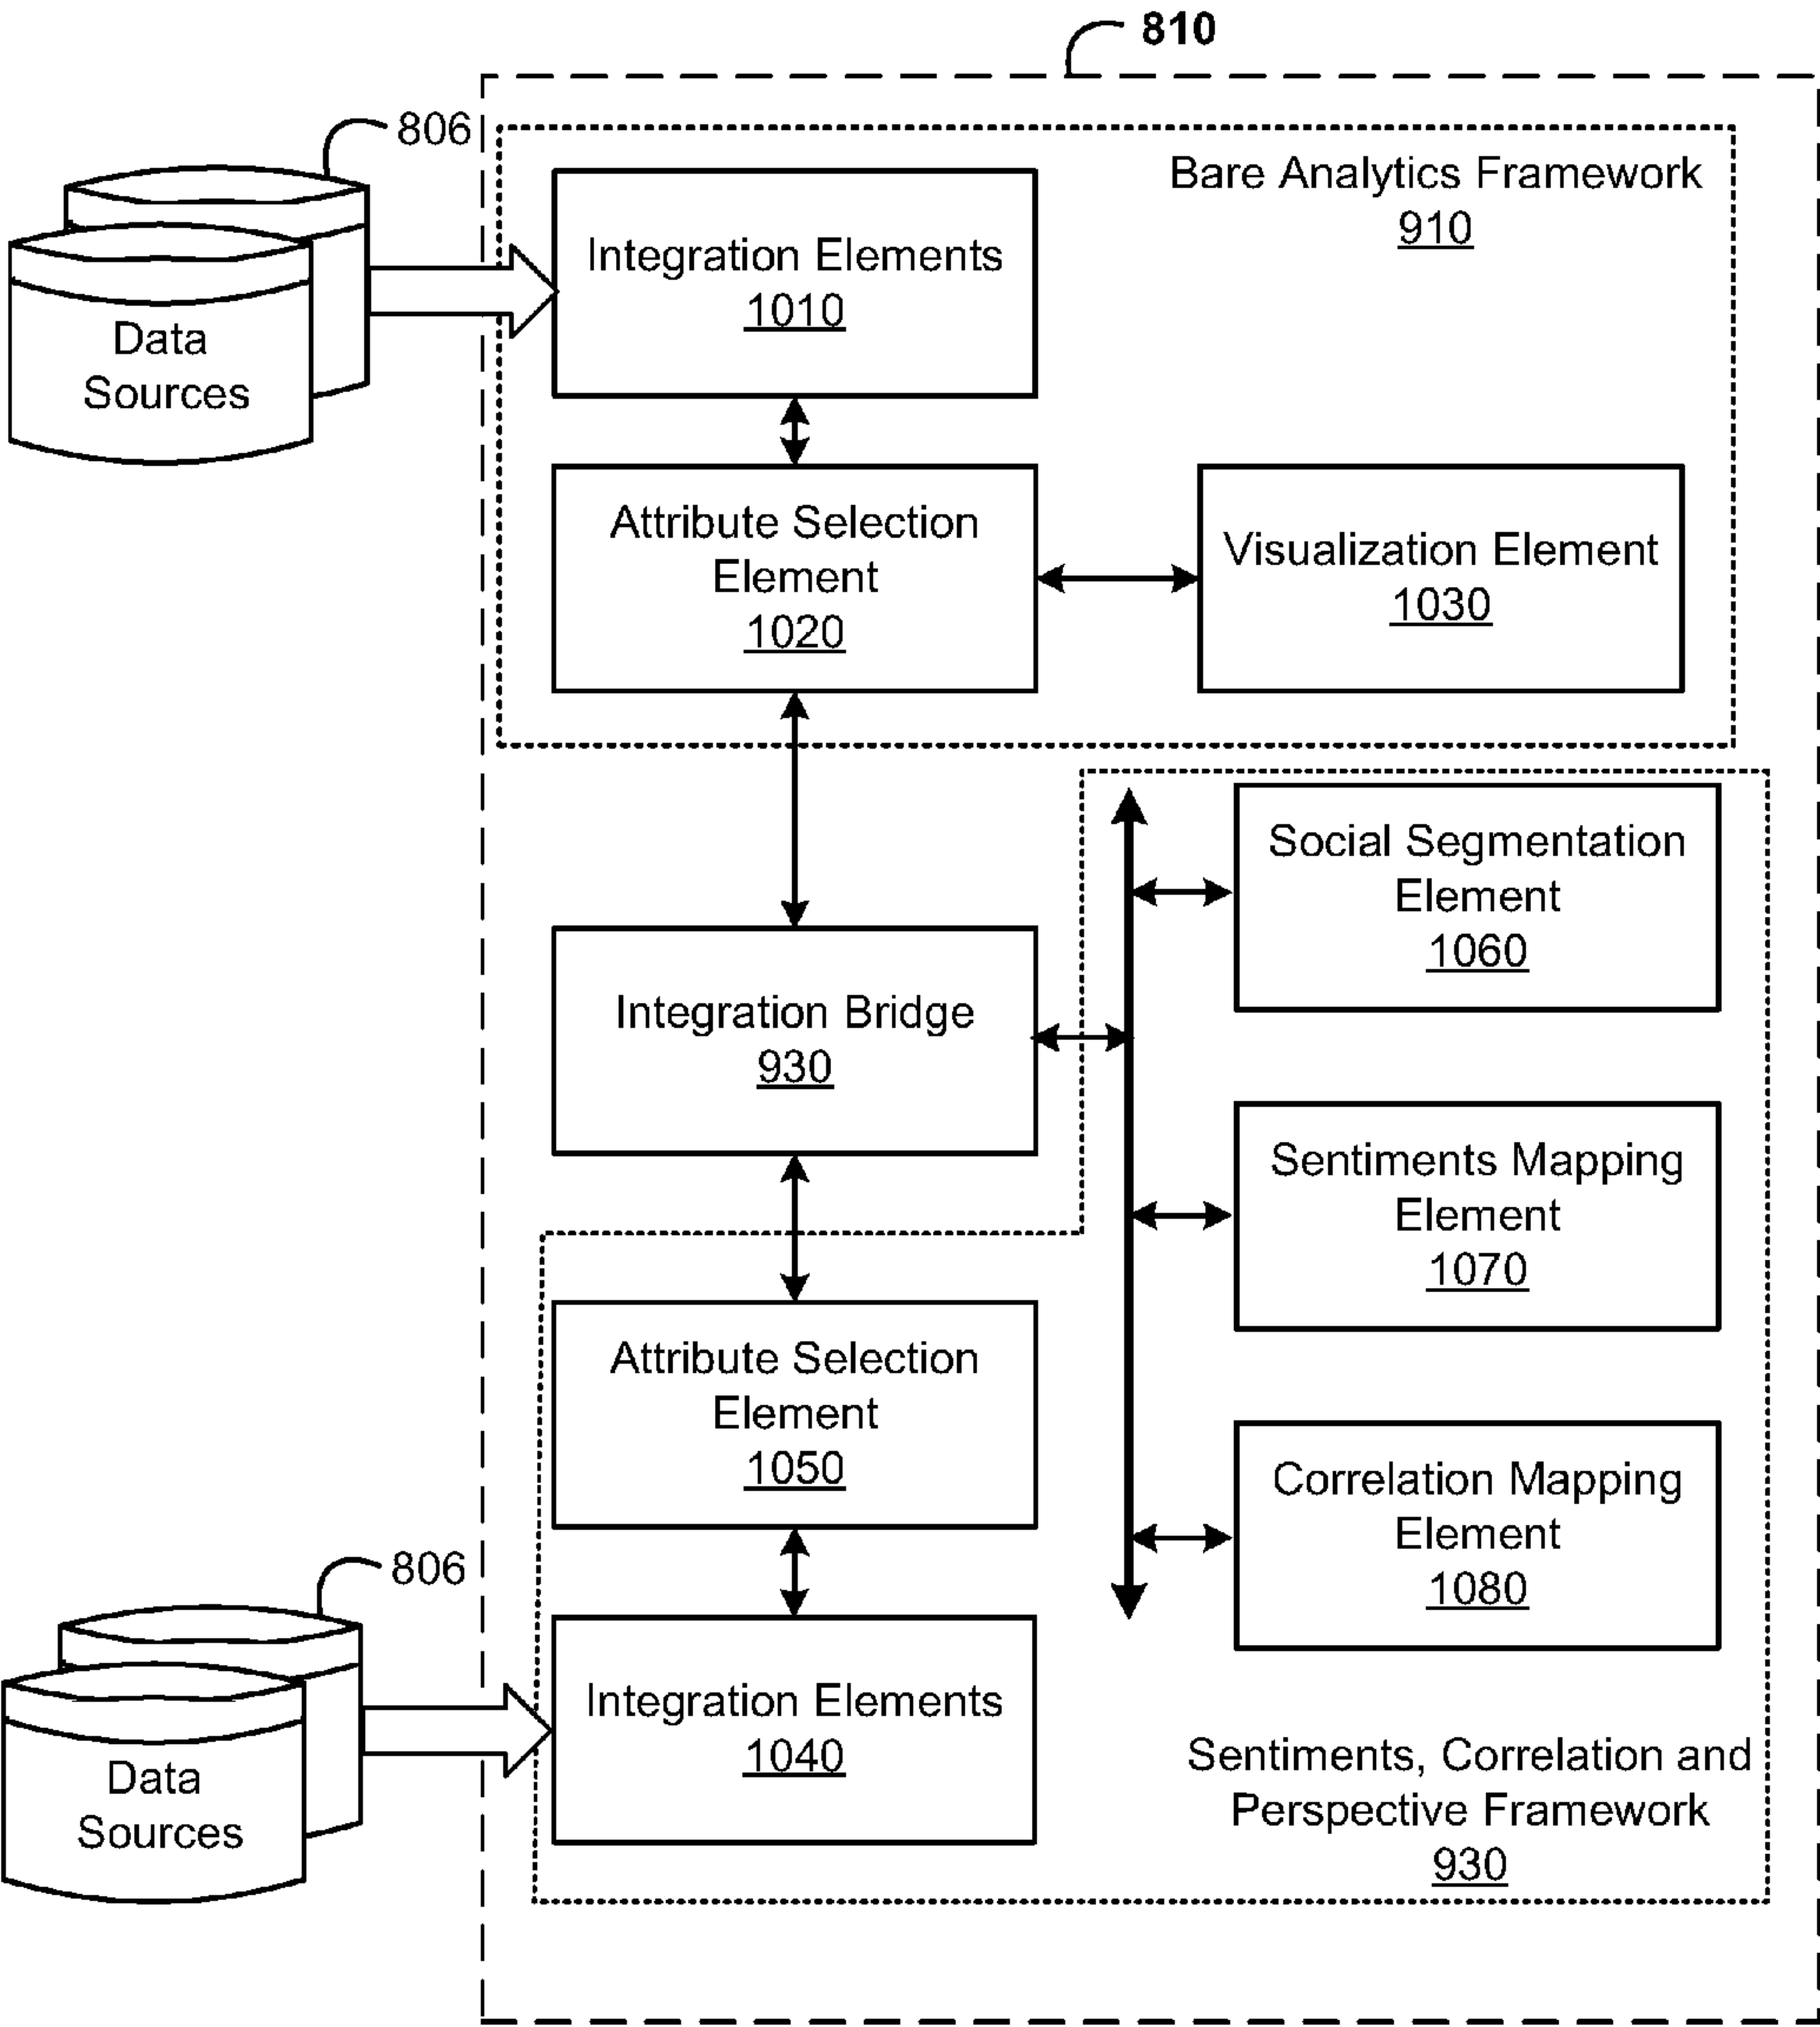 810
806
Bare Analytics Framework
910
Integration Elements
1010
Data
Sources
Attribute Selection
Element
1020
Visualization Element
1030
Social Segmentation
Element
1060
Integration Bridge
930
Sentiments Mapping
Element
1070
Attribute Selection
Element
1050
Correlation Mapping
Element
1080
806
Integration Elements
1040
Data
Sources
Sentiments, Correlation and
Perspective Framework
930